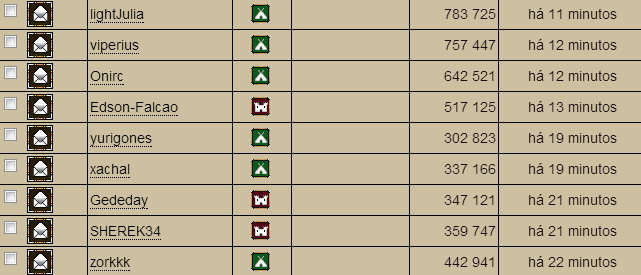 lightJulia 783 725 há 11 minutos
viperius 757 447 há 12 minutos
Onirc 642 521 há 12 minutos
Edson-Falcao 517 125 há 13 minutos
yurigones 302 823 há 19 minutos
xachal 337 166 há 19 minutos
Gededay 347 121 há 21 minutos
SHEREK34 359 747 há 21 minutos
zorkkk 442 941 há 22 minutos